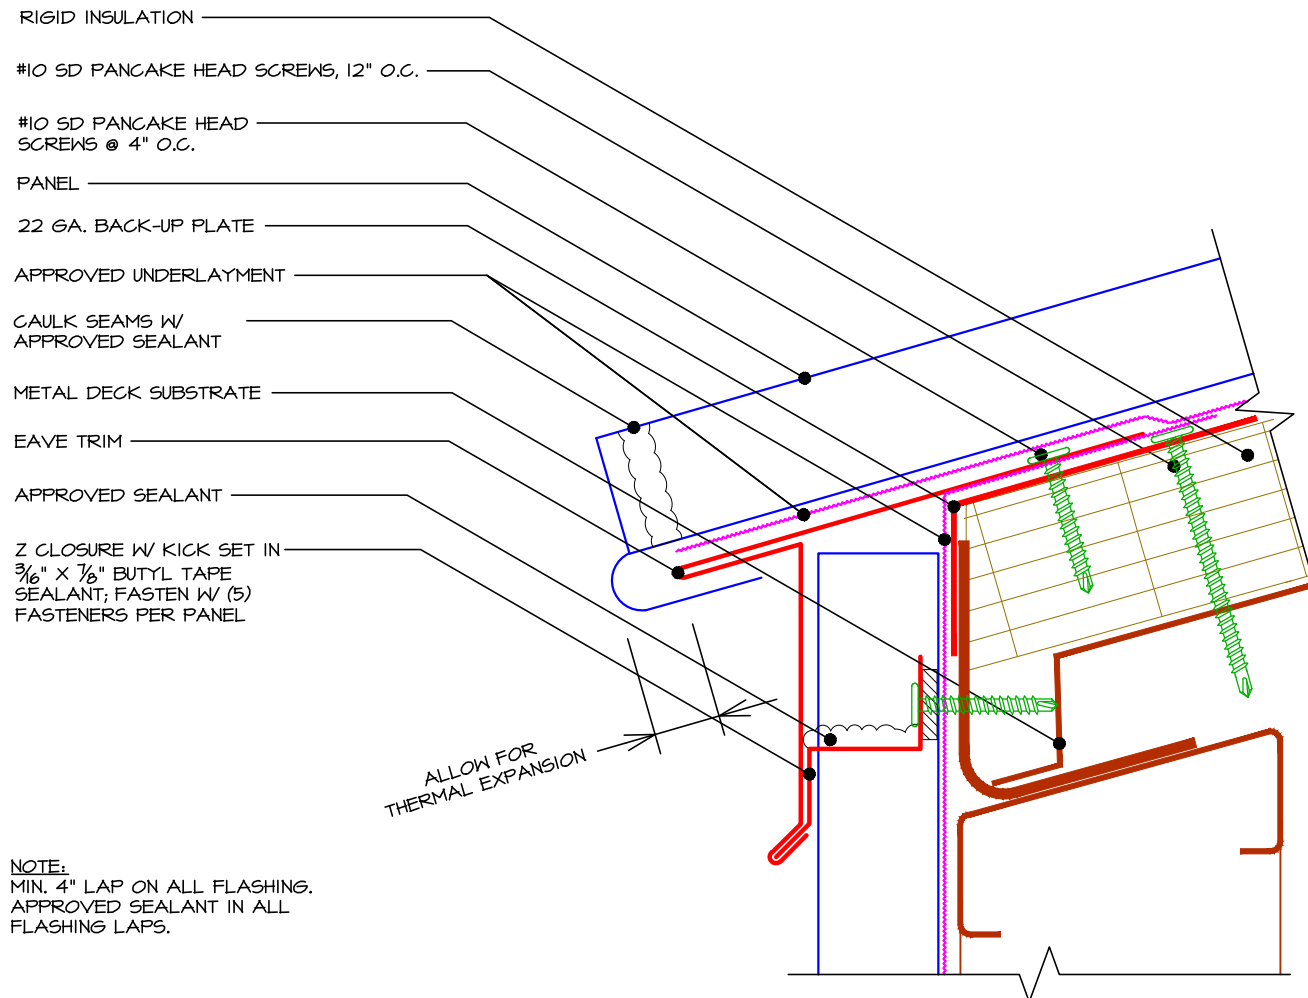 RIGID INSULATION
#10 SD PANCAKE HEAD SCREWS, 12" O.C.
#10 SD PANCAKE HEAD
SCREWS @ 4" O.C.
PANEL
22 GA. BACK-UP PLATE
APPROVED UNDERLAYMENT
CAULK SEAMS W/
APPROVED SEALANT
METAL DECK SUBSTRATE
EAVE TRIM
APPROVED SEALANT
Z CLOSURE W/ KICK SET IN
3/16" X 7/8" BUTYL TAPE
SEALANT; FASTEN W/ (5)
FASTENERS PER PANEL
ALLOW FOR
THERMAL EXPANSION
NOTE:
MIN. 4" LAP ON ALL FLASHING.
APPROVED SEALANT IN ALL
FLASHING LAPS.